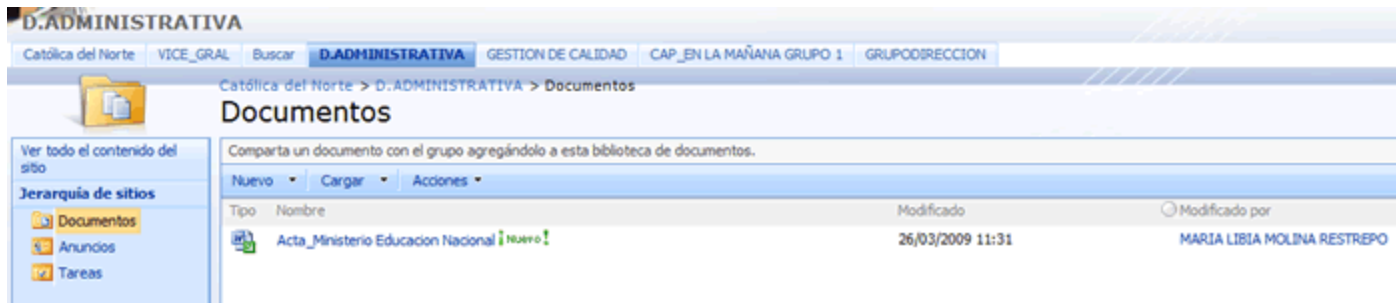 D.ADMINISTRATIVA
Católica del Norte VICE_GRAL Buscar D.ADMINISTRATIVA GESTION DE CALIDAD CAP_EN LA MAÑANA GRUPO 1 GRUPODIRECCION
Católica del Norte > D.ADMINISTRATIVA > Documentos
Documentos
Ver todo el contenido del
sitio
Jerarquía de sitios
Documentos
Anuncios
Tareas
Comparta un documento con el grupo agregándolo a esta biblioteca de documentos.
Nuevo Cargar Acciones
Tipo Nombre Modificado Modificado por
Acta_Ministerio Educacion Nacional ¡Nuevo! 26/03/2009 11:31 MARIA LIBIA MOLINA RESTREPO